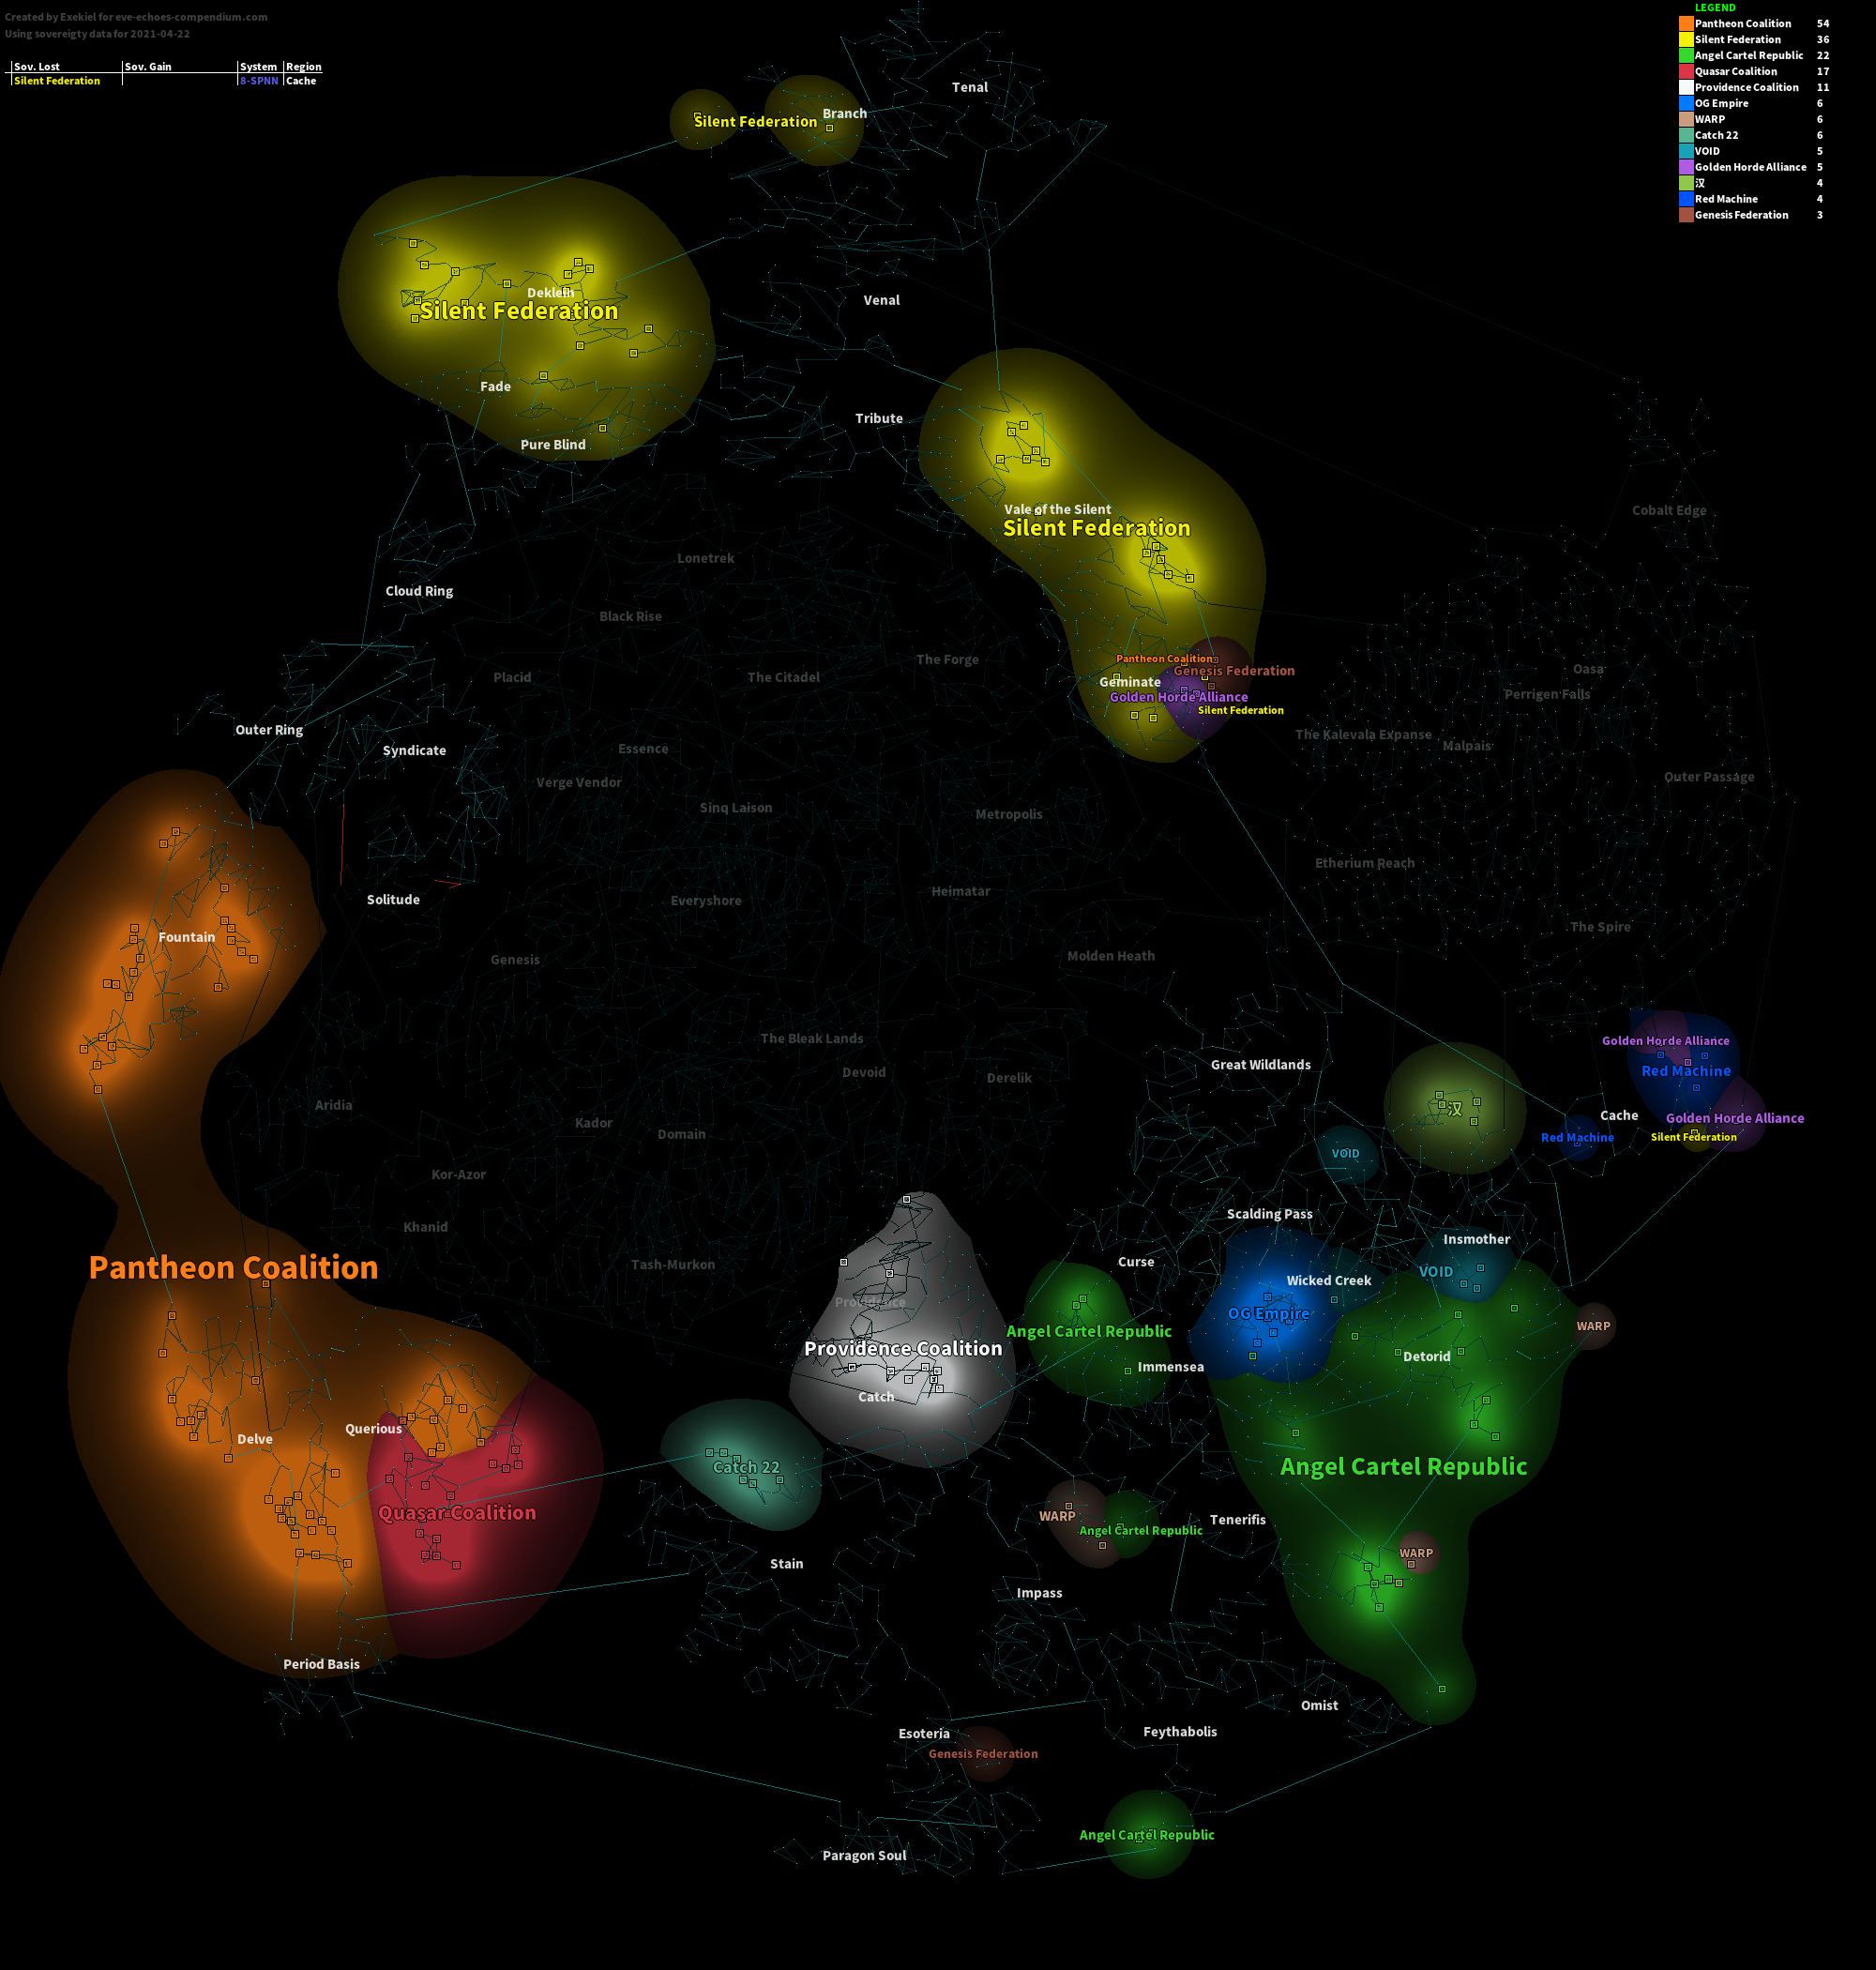 Created by Exekiel for eve-echoes-compendium.com
Using sovereigty data for 2021-04-22
Sov. Lost Sov. Gain System Region
Silent Federation 8-SPNN Cache
LEGEND
Pantheon Coalition 54
Silent Federation 36
Angel Cartel Republic 22
Quasar Coalition 17
Providence Coalition 11
OG Empire 6
WARP 6
Catch 22 6
VOID 5
Golden Horde Alliance 5
汉 4
Red Machine 4
Genesis Federation 3
Tenal
Branch
Silent Federation
Deklein
Venal
Silent Federation
Fade
Tribute
Pure Blind
Vale of the Silent
Cobalt Edge
Silent Federation
Lonetrek
Cloud Ring
Black Rise
The Forge
Pantheon Coalition
Oasa
Genesis Federation
Placid
The Citadel
Geminate
Perrigen Falls
Golden Horde Alliance
Silent Federation
Outer Ring
The Kalevala Expanse
Syndicate
Essence
Malpais
Outer Passage
Verge Vendor
Sinq Laison
Metropolis
Etherium Reach
Solitude
Everyshore
Heimatar
The Spire
Fountain
Genesis
Molden Heath
The Bleak Lands
Golden Horde Alliance
Great Wildlands
Red Machine
Devoid
Derelik
Aridia
汉
Cache
Golden Horde Alliance
Kador
Domain
Red Machine
Silent Federation
VOID
Kor-Azor
Scalding Pass
Khanid
Insmother
Pantheon Coalition
Tash-Murkon
Curse
VOID
Wicked Creek
Providence
OG Empire
WARP
Angel Cartel Republic
Providence Coalition
Detorid
Immensea
Catch
Querious
Delve
Catch 22
Angel Cartel Republic
Quasar Coalition
WARP
Tenerifis
Angel Cartel Republic
WARP
Stain
Impass
Period Basis
Omist
Esoteria
Feythabolis
Genesis Federation
Angel Cartel Republic
Paragon Soul